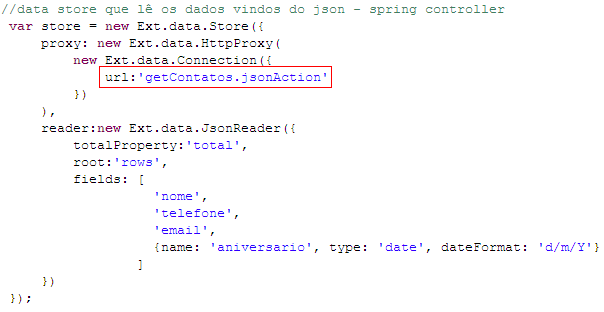 //data store que lê os dados vindos do json - spring controller
var store = new Ext.data.Store({
proxy: new Ext.data.HttpProxy(
new Ext.data.Connection({
url:'getContatos.jsonAction'
})
),
reader:new Ext.data.JsonReader({
totalProperty:'total',
root:'rows',
fields: [
'nome',
'telefone',
'email',
{name: 'aniversario', type: 'date', dateFormat: 'd/m/Y'}
]
})
});